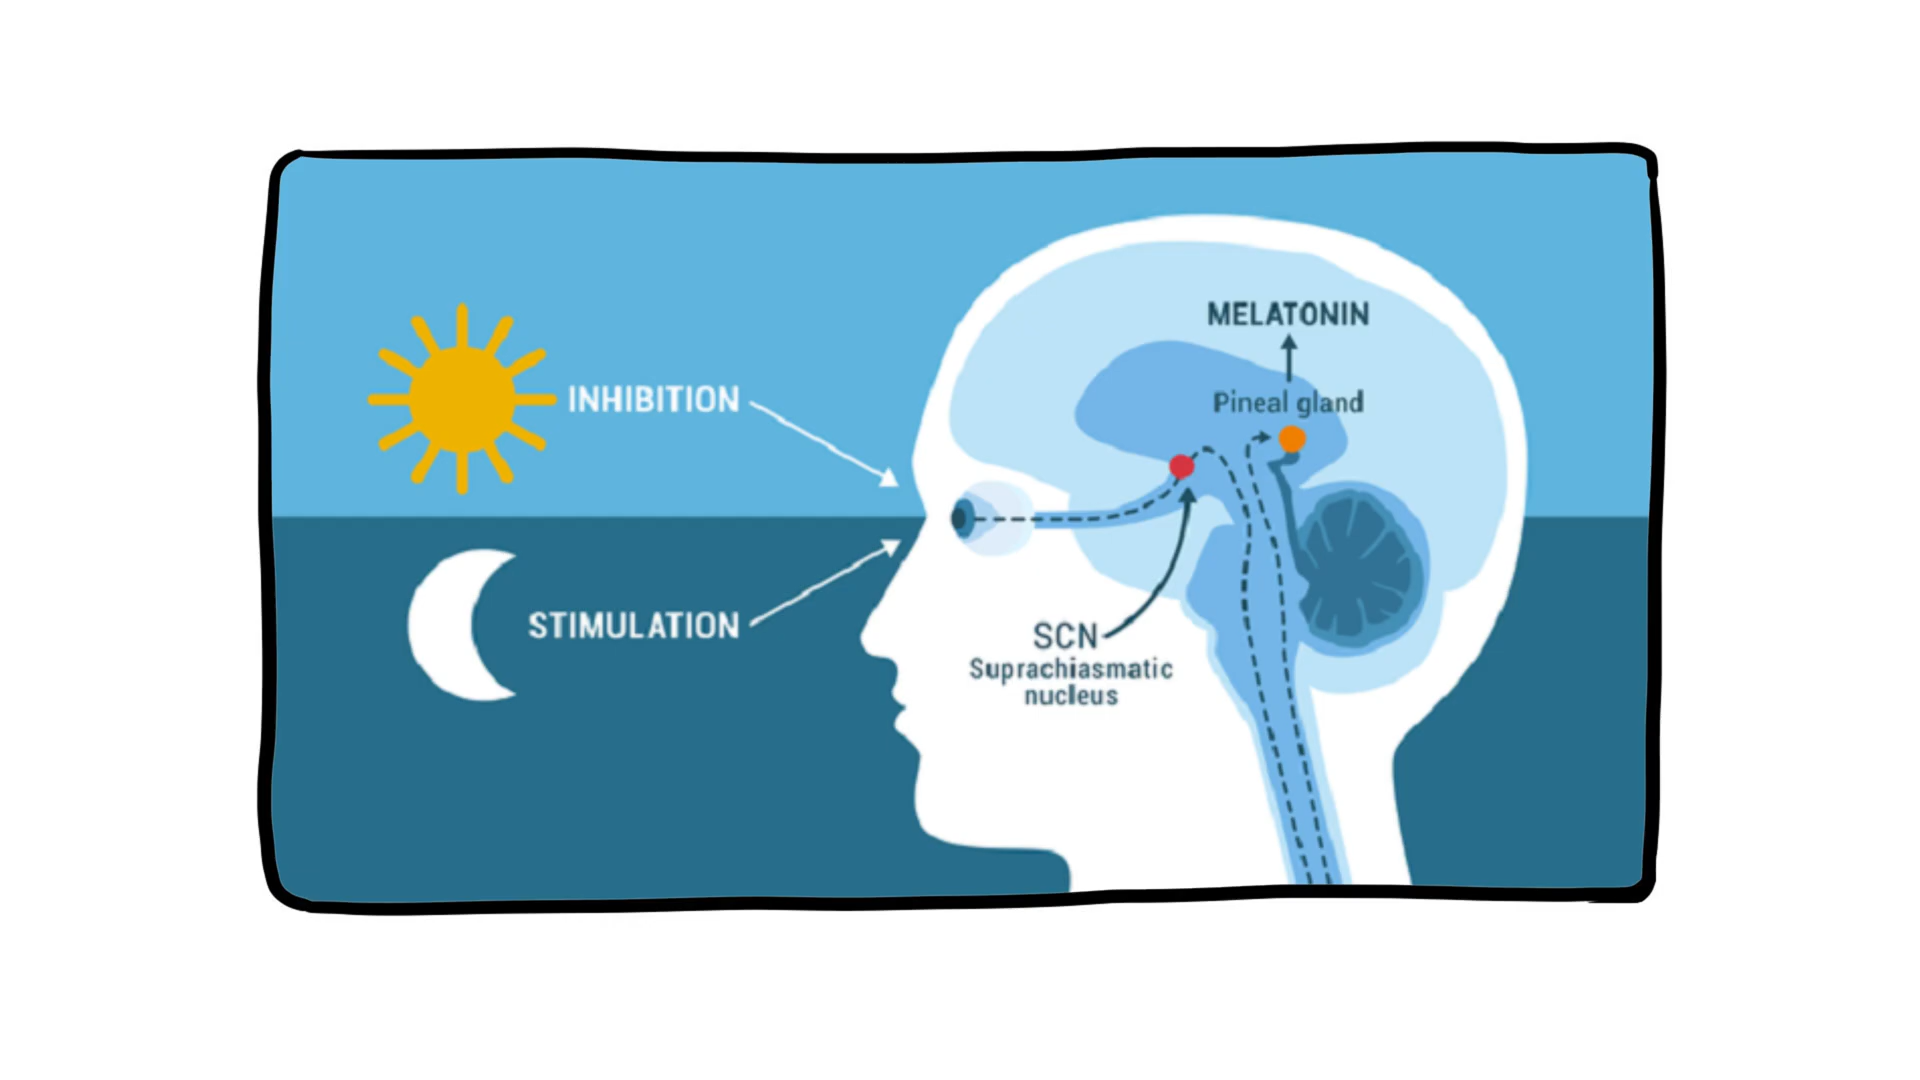 MELATONIN
Pineal gland
INHIBITION
STIMULATION
SCN
Suprachiasmatic
nucleus